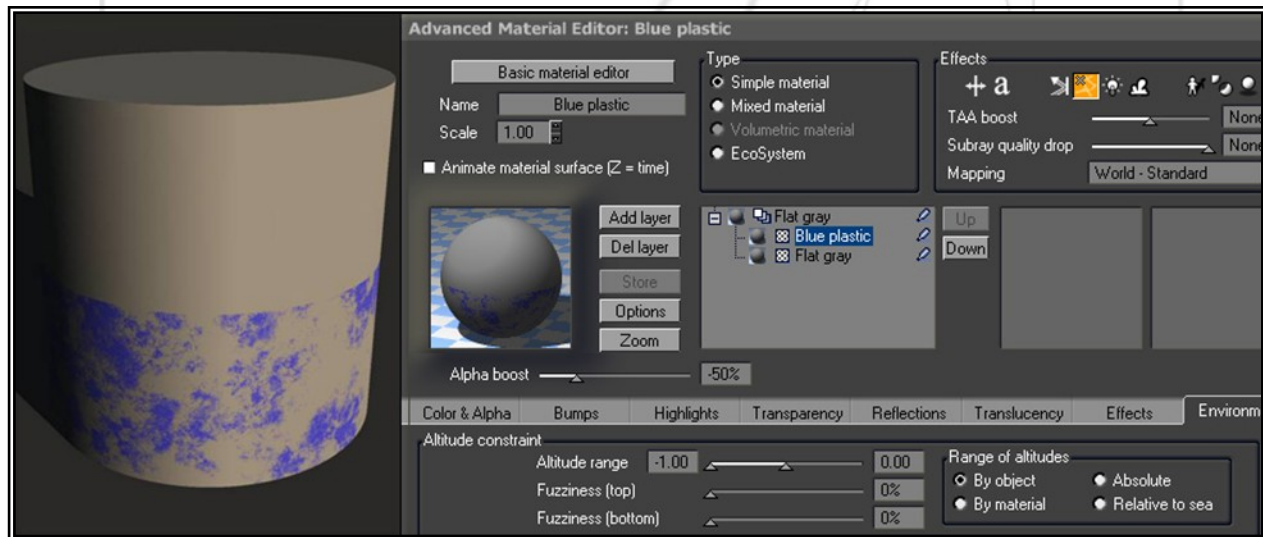 Advanced Material Editor: Blue plastic
Basic material editor
Name Blue plastic
Scale 1.00
Animate material surface (Z = time)
Type
Simple material
Mixed material
Volumetric material
EcoSystem
Effects
a
TAA boost None
Subray quality drop None
Mapping World - Standard
Add layer
Del layer
Store
Options
Zoom
Flat gray
Blue plastic
Flat gray
Up
Down
Alpha boost -50%
Color & Alpha Bumps Highlights Transparency Reflections Translucency Effects Environm
Altitude constraint
Altitude range -1.00 0.00
Fuzziness (top) 0%
Fuzziness (bottom) 0%
Range of altitudes
By object Absolute
By material Relative to sea